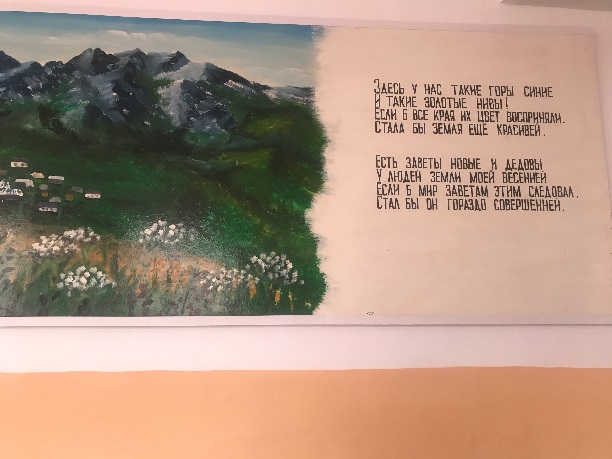 Здесь у нас такие горы синие
И такие золотые нивы!
Если б все края их цвет восприняли,
Стала бы земля ещё красивей.
Есть заветы новые и дедовы
У людей земли моей весенней
Если б мир заветам этим следовал,
Стал бы он гораздо совершенней.